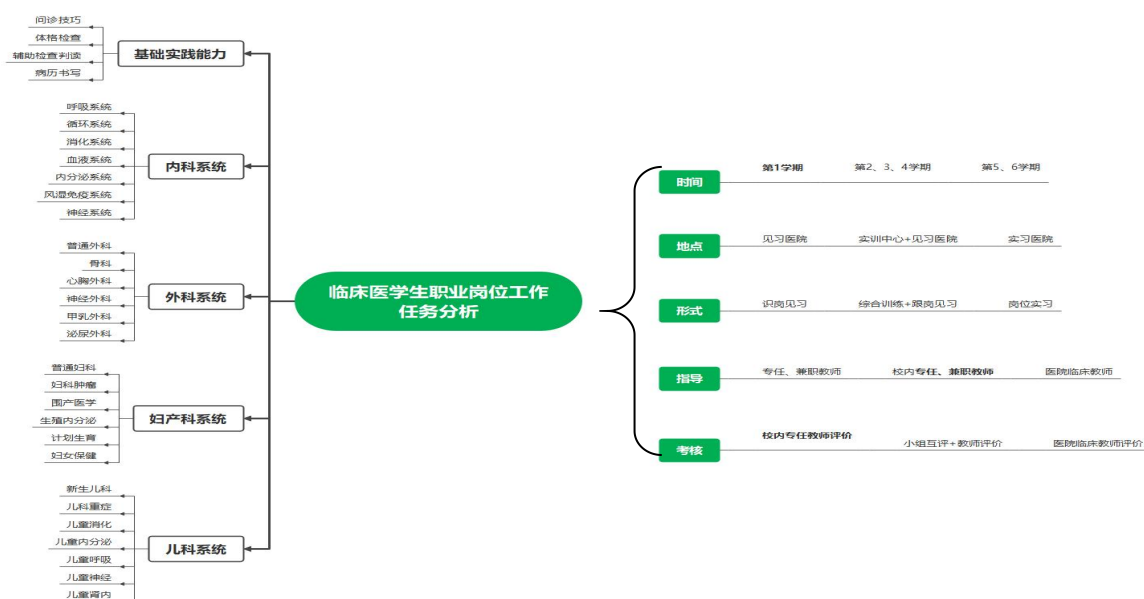 问诊技巧
体格检查
辅助检查判读
病历书写
基础实践能力
呼吸系统
循环系统
消化系统
血液系统
内分泌系统
风湿免疫系统
神经系统
内科系统
普通外科
骨科
心胸外科
神经外科
甲乳外科
泌尿外科
外科系统
普通妇科
妇科肿瘤
围产医学
生殖内分泌
计划生育
妇女保健
妇产科系统
新生儿科
儿科重症
儿童消化
儿童内分泌
儿童呼吸
儿童神经
儿童肾内
儿科系统
临床医学生职业岗位工作
任务分析
时间 第1学期 第2、3、4学期 第5、6学期
地点 见习医院 实训中心+见习医院 实习医院
形式 识岗见习 综合训练+跟岗见习 岗位实习
指导 专任、兼职教师 校内专任、兼职教师 医院临床教师
考核 校内专任教师评价 小组互评+教师评价 医院临床教师评价